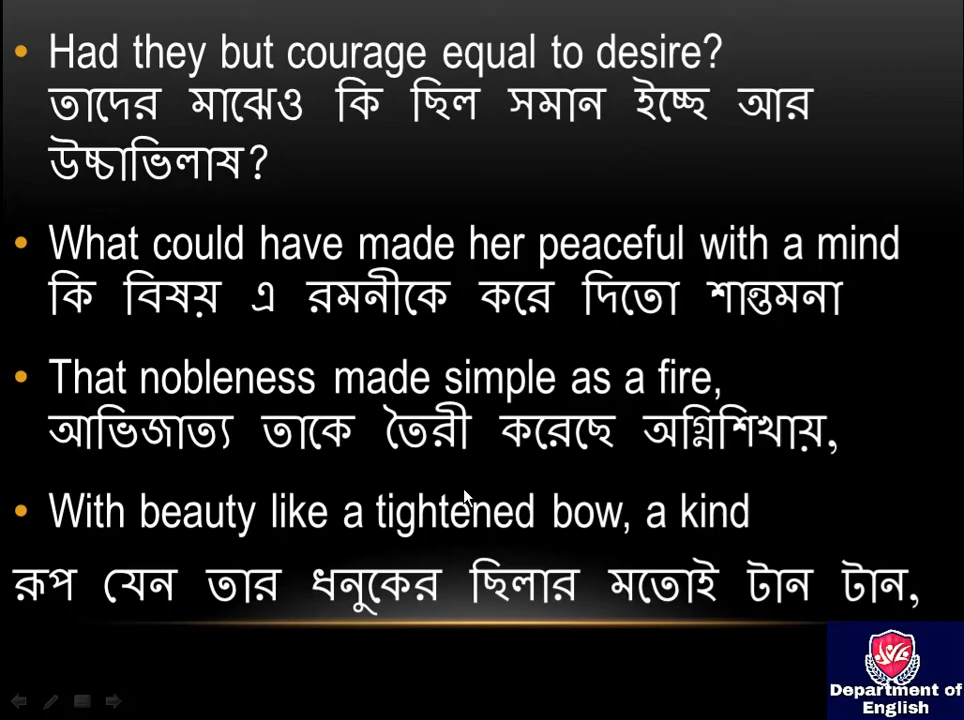 Had they but courage equal to desire?
তাদের মাঝেও কি ছিল সমান ইচ্ছে আর
উচ্চাভিলাষ?
What could have made her peaceful with a mind
কি বিষয় এ রমনীকে করে দিতো শান্তমনা
That nobleness made simple as a fire,
আভিজাত্য তাকে তৈরী করেছে অগ্নিশিখায়,
With beauty like a tightened bow, a kind
রূপ যেন তার ধনুকের ছিলার মতোই টান টান,
Department of
English